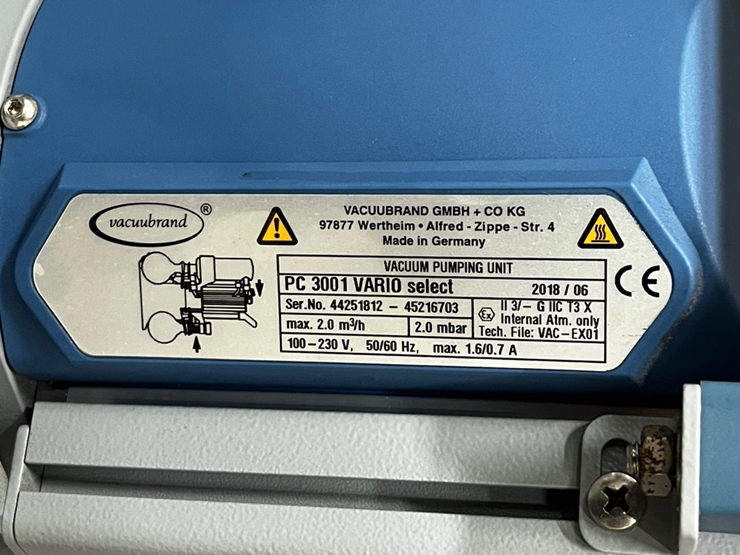 vacuubrand ®
VACUUBRAND GMBH + CO KG
97877 Wertheim • Alfred - Zippe - Str. 4
Made in Germany
VACUUM PUMPING UNIT
PC 3001 VARIO select 2018 / 06
Ser.No. 44251812 – 45216703
max. 2.0 m³/h 2.0 mbar
Ex II 3/- G IIC T3 X
Internal Atm. only
Tech. File: VAC-EX01
100-230 V, 50/60 Hz, max. 1.6/0.7 A
CE